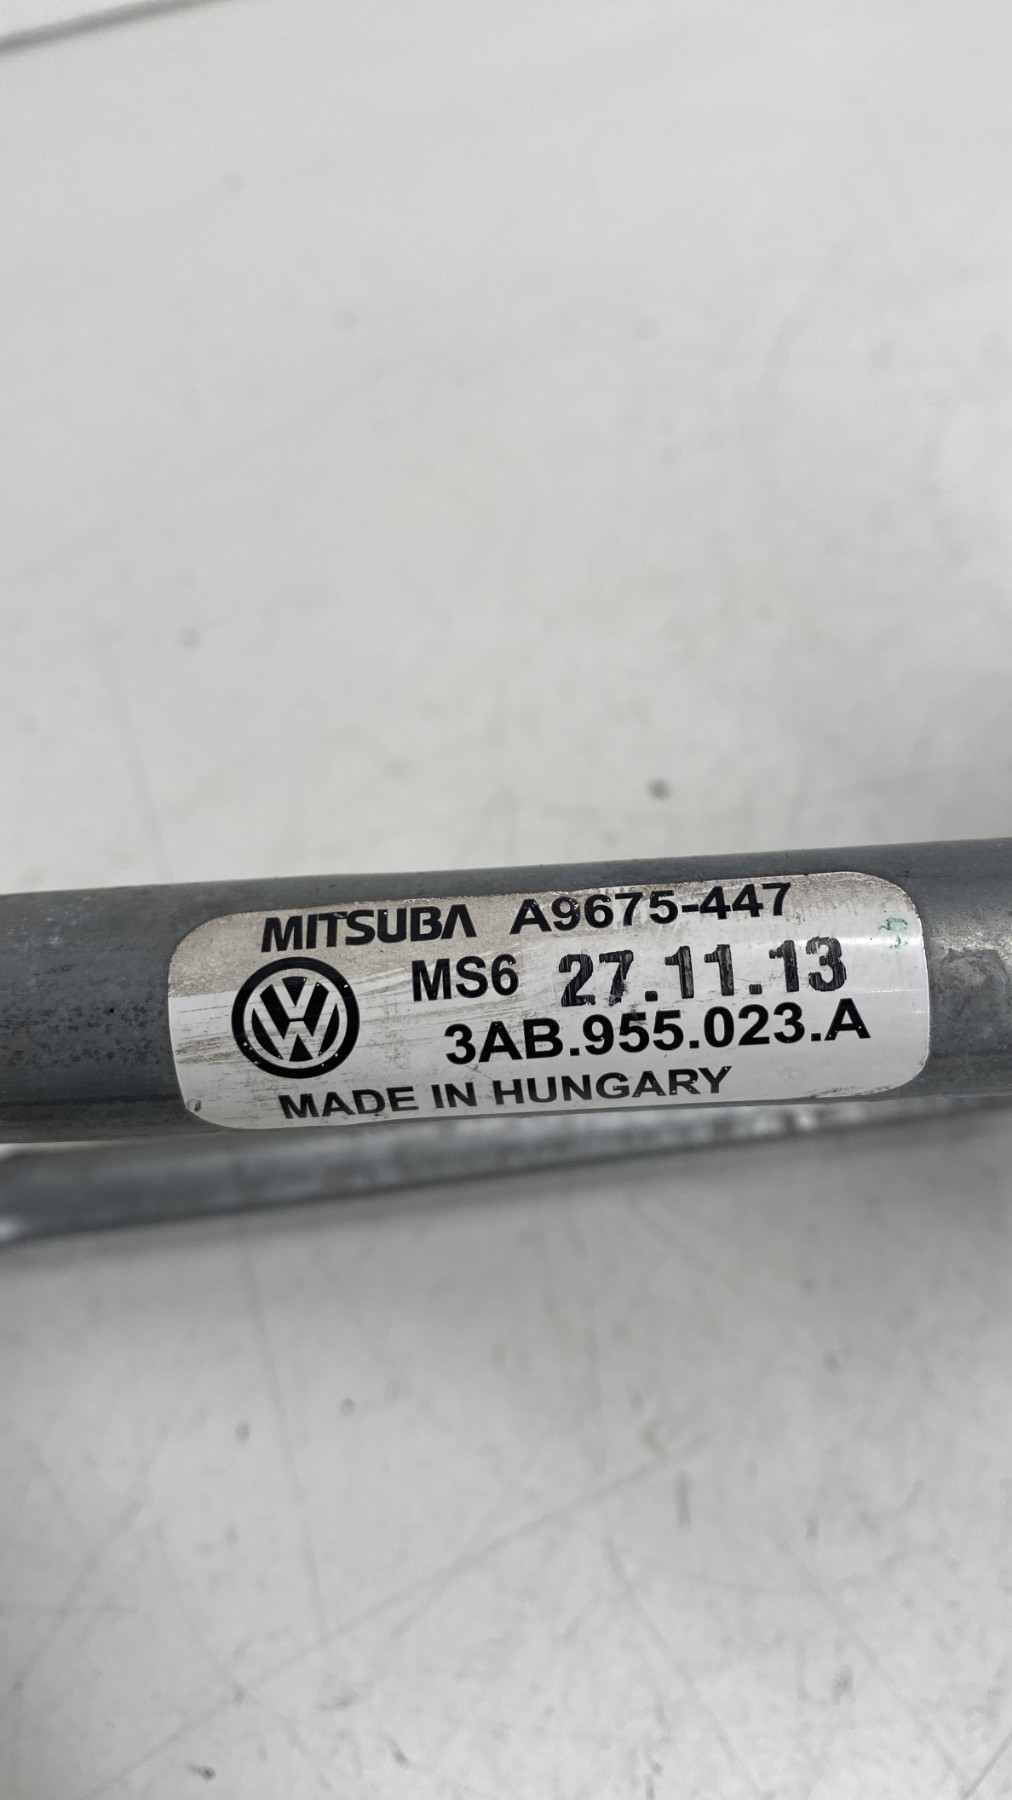 MITSUBA A9675-447
MS6 27.11.13
3AB.955.023.A
MADE IN HUNGARY